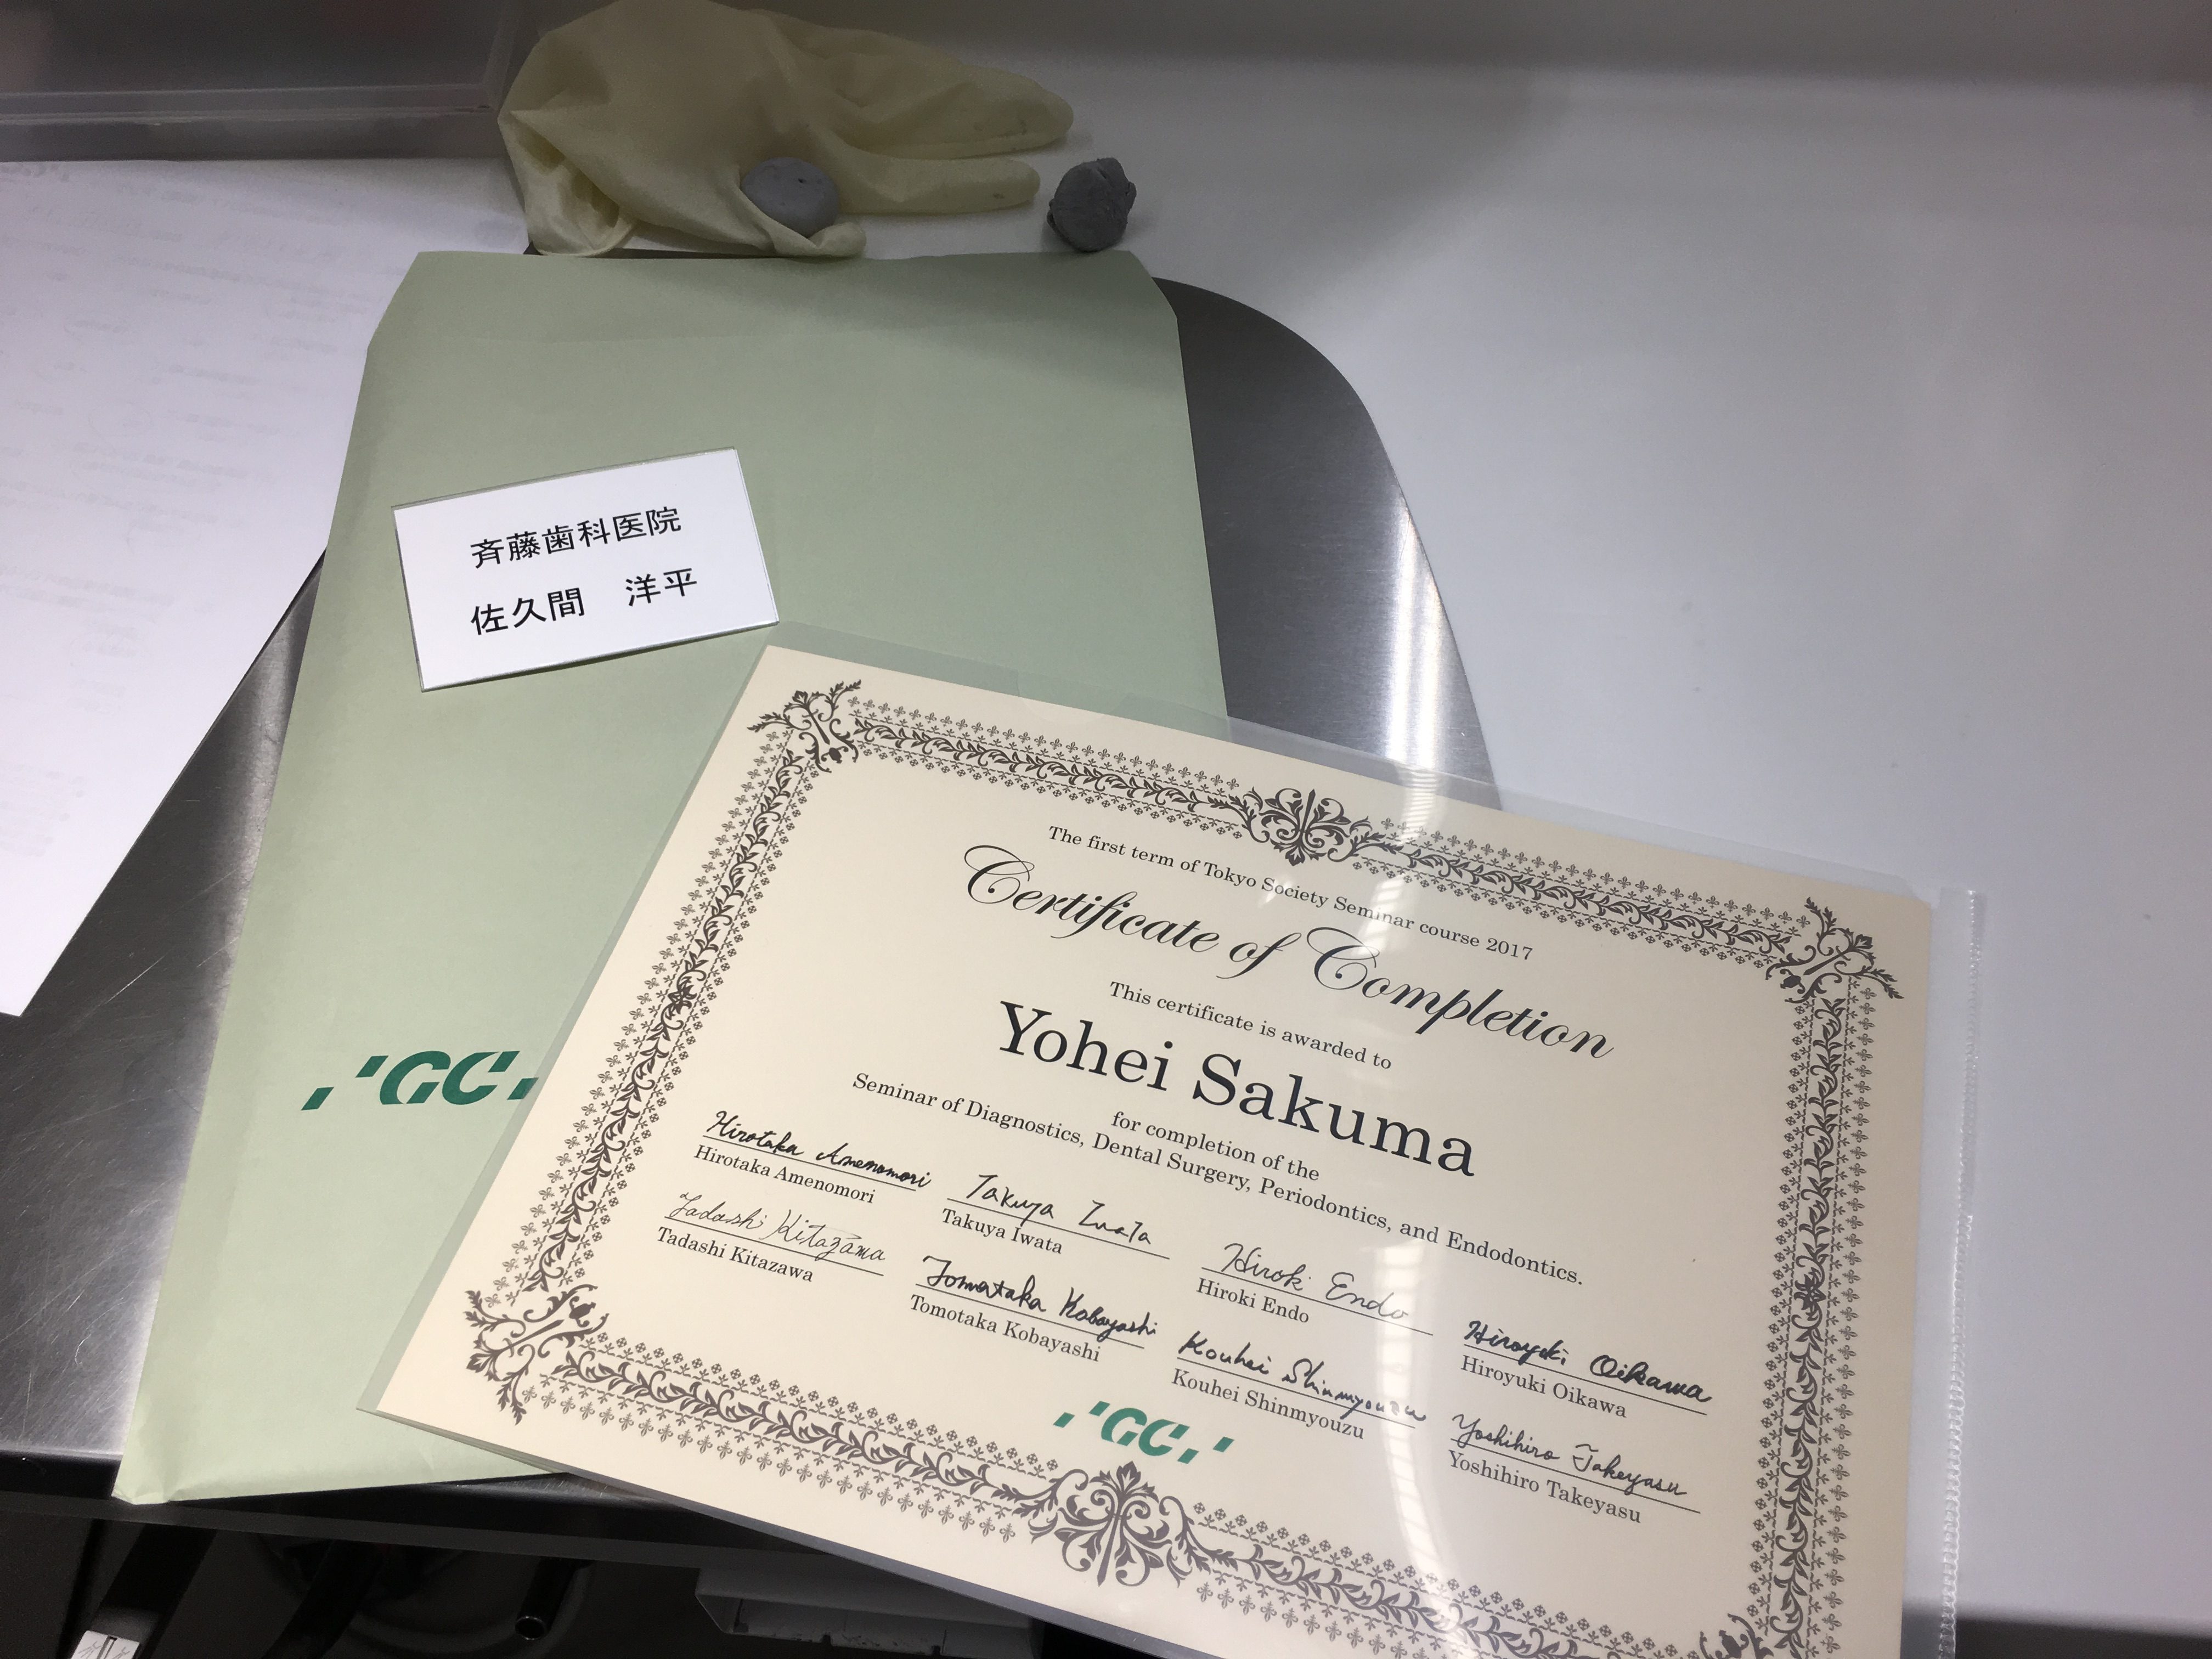 斉藤歯科医院
佐久間 洋平
GC
The first term of Tokyo Society Seminar course 2017
Certificate of Completion
This certificate is awarded to
Yohei Sakuma
for completion of the
Seminar of Diagnostics, Dental Surgery, Periodontics, and Endodontics.
Hirotaka Amenomori
Hirotaka Amenomori
Takuya Iwata
Takuya Iwata
Hiroki Endo
Hiroki Endo
Hiroyuki Oikawa
Hiroyuki Oikawa
Tadashi Kitazawa
Tadashi Kitazawa
Tomotaka Kobayashi
Tomotaka Kobayashi
Kouhei Shinmyouzu
Kouhei Shinmyouzu
Yoshihiro Takeyasu
Yoshihiro Takeyasu
GC